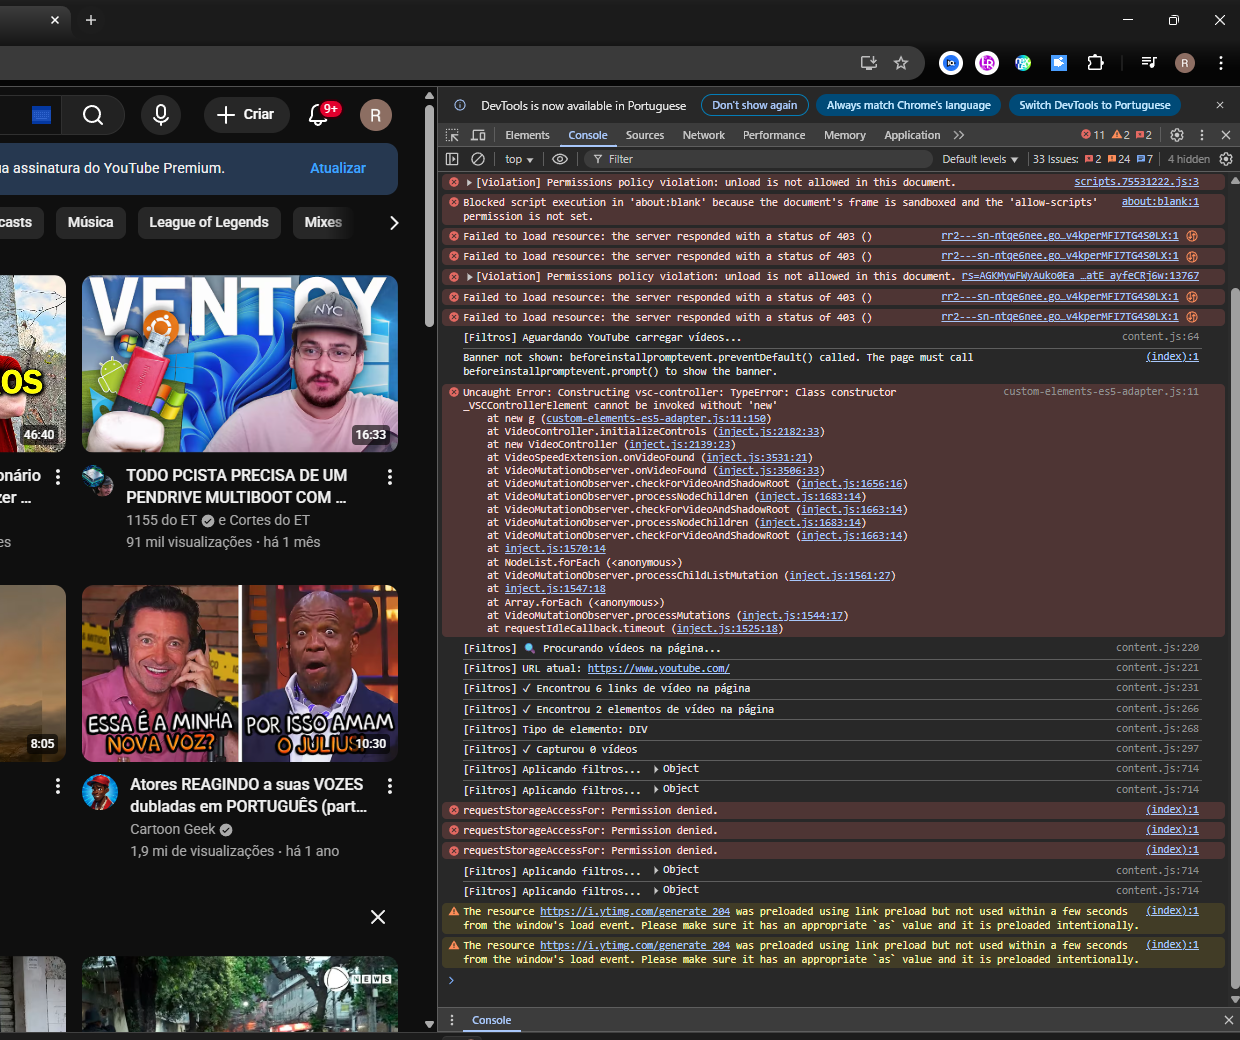 Criar
9+
R
R
a assinatura do YouTube Premium.
Atualizar
casts
Música
League of Legends
Mixes
OS
46:40
VENTOY
NYC
16:33
onário
zer ...
es
TODO PCISTA PRECISA DE UM
PENDRIVE MULTIBOOT COM ...
1155 do ET e Cortes do ET
91 mil visualizações · há 1 mês
8:05
ESSA É A MINHA
NOVA VOZ?
POR ISSO AMAM
O JULIUS!
10:30
Atores REAGINDO a suas VOZES
dubladas em PORTUGUÊS (part...
Cartoon Geek
1,9 mi de visualizações · há 1 ano
NEWS
DevTools is now available in Portuguese
Don't show again
Always match Chrome's language
Switch DevTools to Portuguese
Elements Console Sources Network Performance Memory Application 11 2 2
top Filter Default levels 33 Issues: 2 24 7 4 hidden
[Violation] Permissions policy violation: unload is not allowed in this document. scripts.75531222.js:3
Blocked script execution in 'about:blank' because the document's frame is sandboxed and the 'allow-scripts' about:blank:1
permission is not set.
Failed to load resource: the server responded with a status of 403 () rr2---sn-ntqe6nee.go…v4kperMFI7TG4S0LX:1
Failed to load resource: the server responded with a status of 403 () rr2---sn-ntqe6nee.go…v4kperMFI7TG4S0LX:1
[Violation] Permissions policy violation: unload is not allowed in this document. rs=AGKMywFWyAuko0Ea_…atE_ayfeCRj6w:13767
Failed to load resource: the server responded with a status of 403 () rr2---sn-ntqe6nee.go…v4kperMFI7TG4S0LX:1
Failed to load resource: the server responded with a status of 403 () rr2---sn-ntqe6nee.go…v4kperMFI7TG4S0LX:1
[Filtros] Aguardando YouTube carregar vídeos... content.js:64
Banner not shown: beforeinstallpromptevent.preventDefault() called. The page must call (index):1
beforeinstallpromptevent.prompt() to show the banner.
Uncaught Error: Constructing vsc-controller: TypeError: Class constructor custom-elements-es5-adapter.js:11
_VSCControllerElement cannot be invoked without 'new'
at new g (custom-elements-es5-adapter.js:11:150)
at VideoController.initializeControls (inject.js:2182:33)
at new VideoController (inject.js:2139:23)
at VideoSpeedExtension.onVideoFound (inject.js:3531:21)
at VideoMutationObserver.onVideoFound (inject.js:3506:33)
at VideoMutationObserver.checkForVideoAndShadowRoot (inject.js:1656:16)
at VideoMutationObserver.processNodeChildren (inject.js:1683:14)
at VideoMutationObserver.checkForVideoAndShadowRoot (inject.js:1663:14)
at VideoMutationObserver.processNodeChildren (inject.js:1683:14)
at VideoMutationObserver.checkForVideoAndShadowRoot (inject.js:1663:14)
at inject.js:1570:14
at NodeList.forEach (<anonymous>)
at VideoMutationObserver.processChildListMutation (inject.js:1561:27)
at inject.js:1547:18
at Array.forEach (<anonymous>)
at VideoMutationObserver.processMutations (inject.js:1544:17)
at requestIdleCallback.timeout (inject.js:1525:18)
[Filtros] 🔍 Procurando vídeos na página... content.js:220
[Filtros] URL atual: https://www.youtube.com/ content.js:221
[Filtros] ✓ Encontrou 6 links de vídeo na página content.js:231
[Filtros] ✓ Encontrou 2 elementos de vídeo na página content.js:266
[Filtros] Tipo de elemento: DIV content.js:268
[Filtros] ✓ Capturou 0 vídeos content.js:297
[Filtros] Aplicando filtros... Object content.js:714
[Filtros] Aplicando filtros... Object content.js:714
requestStorageAccessFor: Permission denied. (index):1
requestStorageAccessFor: Permission denied. (index):1
requestStorageAccessFor: Permission denied. (index):1
[Filtros] Aplicando filtros... Object content.js:714
[Filtros] Aplicando filtros... Object content.js:714
The resource https://i.ytimg.com/generate_204 was preloaded using link preload but not used within a few seconds (index):1
from the window's load event. Please make sure it has an appropriate `as` value and it is preloaded intentionally.
The resource https://i.ytimg.com/generate_204 was preloaded using link preload but not used within a few seconds (index):1
from the window's load event. Please make sure it has an appropriate `as` value and it is preloaded intentionally.
Console